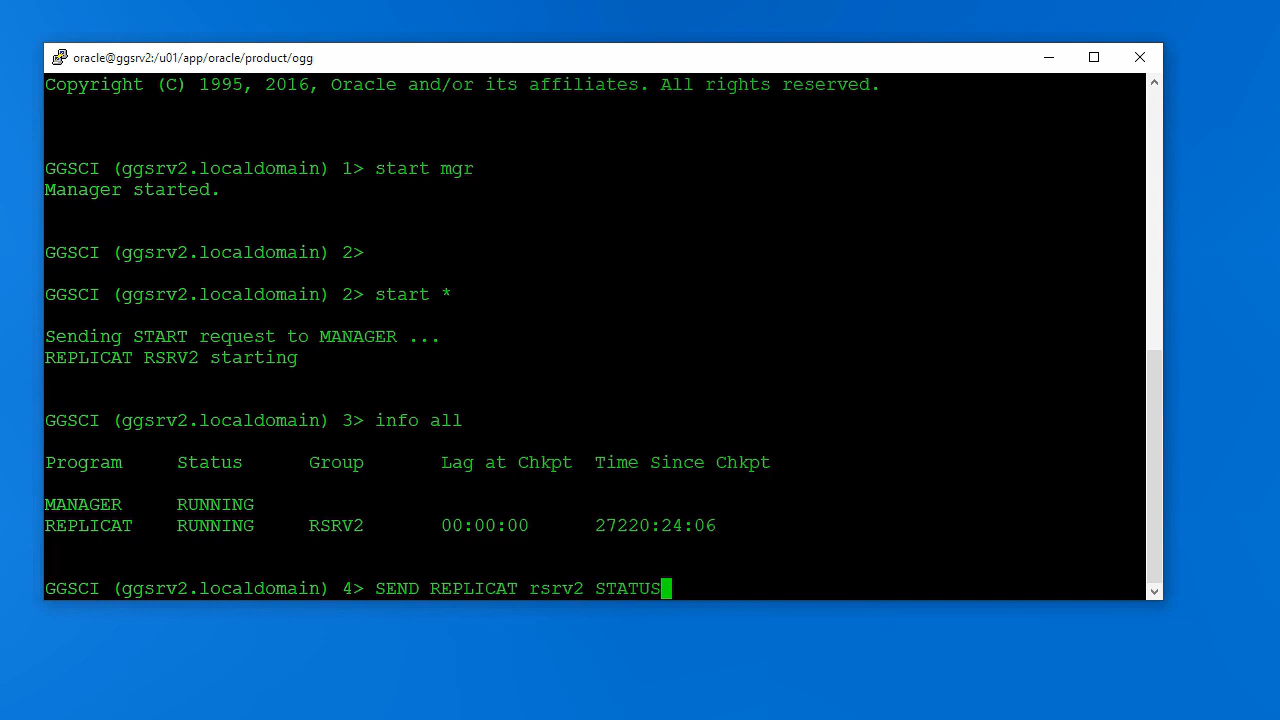 oracle@ggsrv2:/u01/app/oracle/product/ogg
Copyright (C) 1995, 2016, Oracle and/or its affiliates. All rights reserved.
GGSCI (ggsrv2.localdomain) 1> start mgr
Manager started.
GGSCI (ggsrv2.localdomain) 2>
GGSCI (ggsrv2.localdomain) 2> start *
Sending START request to MANAGER ...
REPLICAT RSRV2 starting
GGSCI (ggsrv2.localdomain) 3> info all
Program     Status      Group       Lag at Chkpt  Time Since Chkpt
MANAGER     RUNNING
REPLICAT    RUNNING     RSRV2       00:00:00      27220:24:06
GGSCI (ggsrv2.localdomain) 4> SEND REPLICAT rsrv2 STATUS